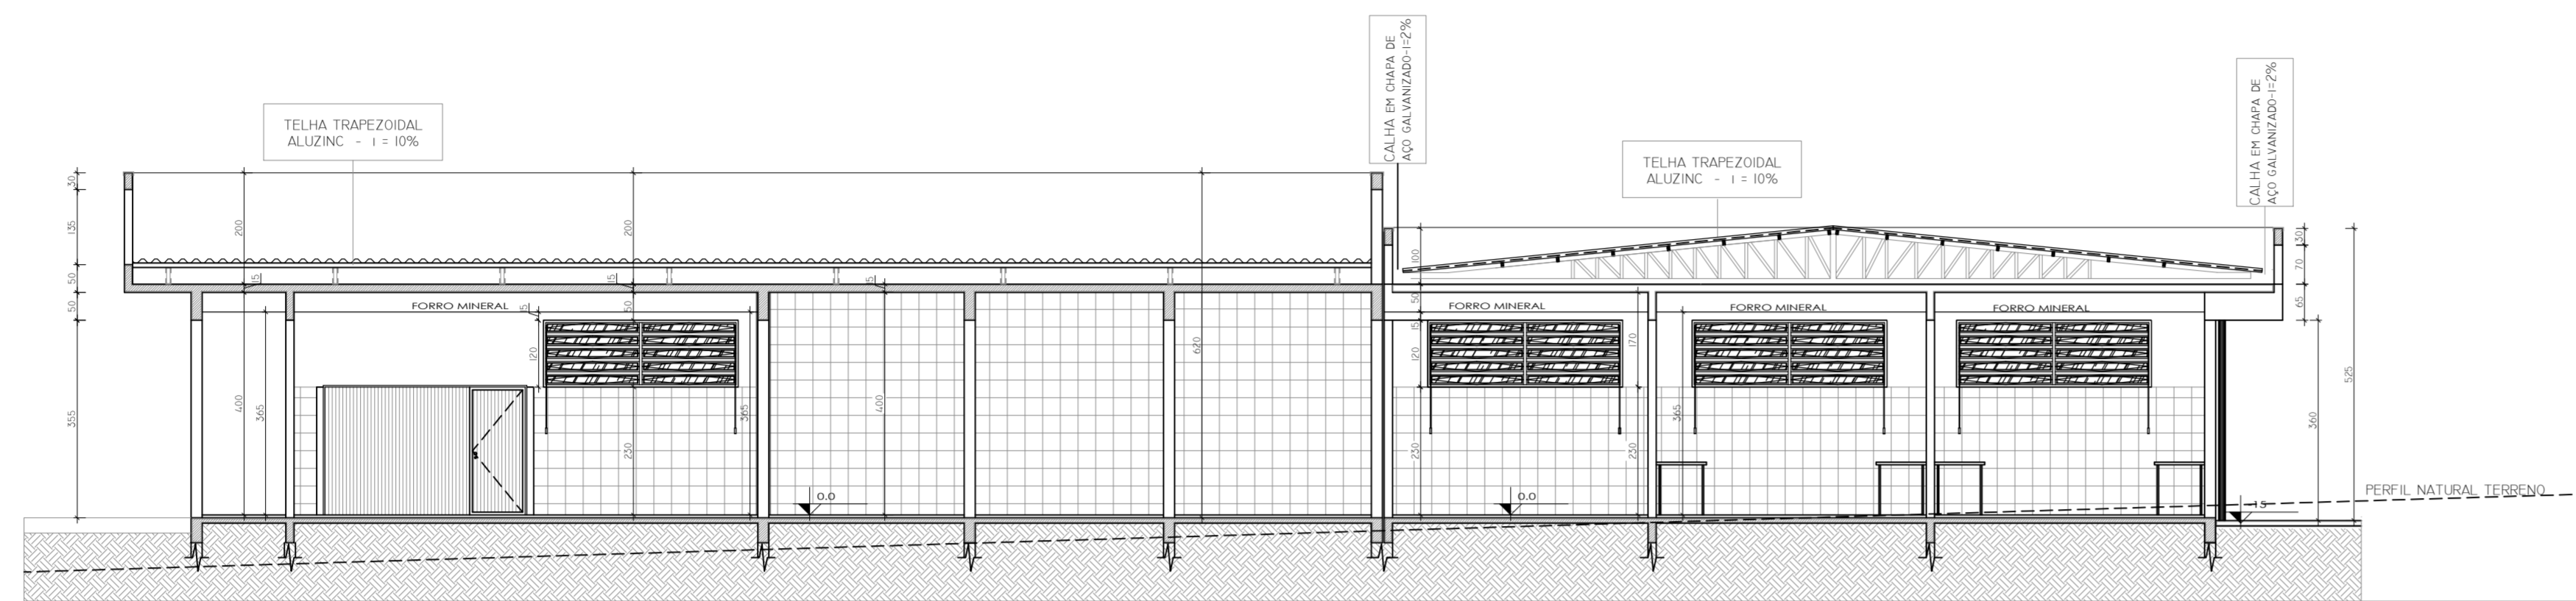 TELHA TRAPEZOIDAL
ALUZINC - I = 10%
CALHA EM CHAPA DE
AÇO GALVANIZADO-I=2%
TELHA TRAPEZOIDAL
ALUZINC - I = 10%
CALHA EM CHAPA DE
AÇO GALVANIZADO-I=2%
30
135
50
50
355
200
15
400
365
FORRO MINERAL
15
120
200
15
50
230
365
15
400
620
0.0
100
50
15
120
230
FORRO MINERAL
170
230
365
FORRO MINERAL
FORRO MINERAL
0.0
30
70
65
360
525
-15
PERFIL NATURAL TERRENO